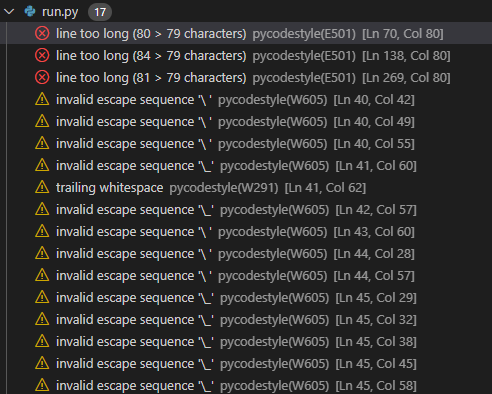 run.py 17
line too long (80 > 79 characters) pycodestyle(E501) [Ln 70, Col 80]
line too long (84 > 79 characters) pycodestyle(E501) [Ln 138, Col 80]
line too long (81 > 79 characters) pycodestyle(E501) [Ln 269, Col 80]
invalid escape sequence '\ ' pycodestyle(W605) [Ln 40, Col 42]
invalid escape sequence '\ ' pycodestyle(W605) [Ln 40, Col 49]
invalid escape sequence '\ ' pycodestyle(W605) [Ln 40, Col 55]
invalid escape sequence '\_' pycodestyle(W605) [Ln 41, Col 60]
trailing whitespace pycodestyle(W291) [Ln 41, Col 62]
invalid escape sequence '\_' pycodestyle(W605) [Ln 42, Col 57]
invalid escape sequence '\ ' pycodestyle(W605) [Ln 43, Col 60]
invalid escape sequence '\ ' pycodestyle(W605) [Ln 44, Col 28]
invalid escape sequence '\ ' pycodestyle(W605) [Ln 44, Col 57]
invalid escape sequence '\_' pycodestyle(W605) [Ln 45, Col 29]
invalid escape sequence '\_' pycodestyle(W605) [Ln 45, Col 32]
invalid escape sequence '\_' pycodestyle(W605) [Ln 45, Col 38]
invalid escape sequence '\_' pycodestyle(W605) [Ln 45, Col 45]
invalid escape sequence '\_' pycodestyle(W605) [Ln 45, Col 58]